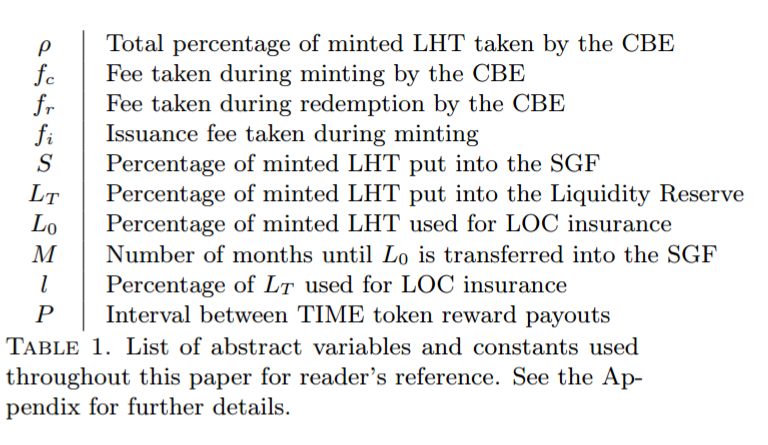 ρ Total percentage of minted LHT taken by the CBE
f_c Fee taken during minting by the CBE
f_r Fee taken during redemption by the CBE
f_i Issuance fee taken during minting
S Percentage of minted LHT put into the SGF
L_T Percentage of minted LHT put into the Liquidity Reserve
L_0 Percentage of minted LHT used for LOC insurance
M Number of months until L_0 is transferred into the SGF
l Percentage of L_T used for LOC insurance
P Interval between TIME token reward payouts
TABLE 1. List of abstract variables and constants used
throughout this paper for reader's reference. See the Ap-
pendix for further details.